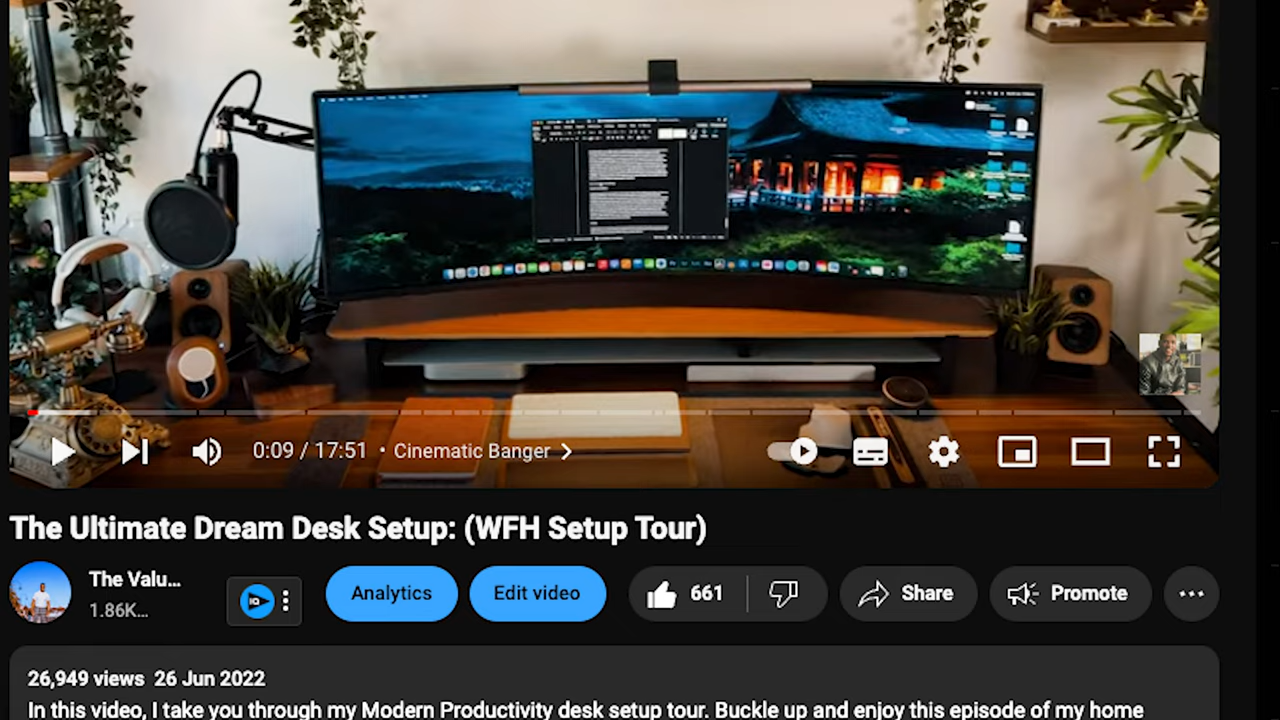 0:09 / 17:51 • Cinematic Banger
The Ultimate Dream Desk Setup: (WFH Setup Tour)
The Valu...
1.86K...
IQ
Analytics
Edit video
661
Share
Promote
26,949 views 26 Jun 2022
In this video, I take you through my Modern Productivity desk setup tour. Buckle up and enjoy this episode of my home